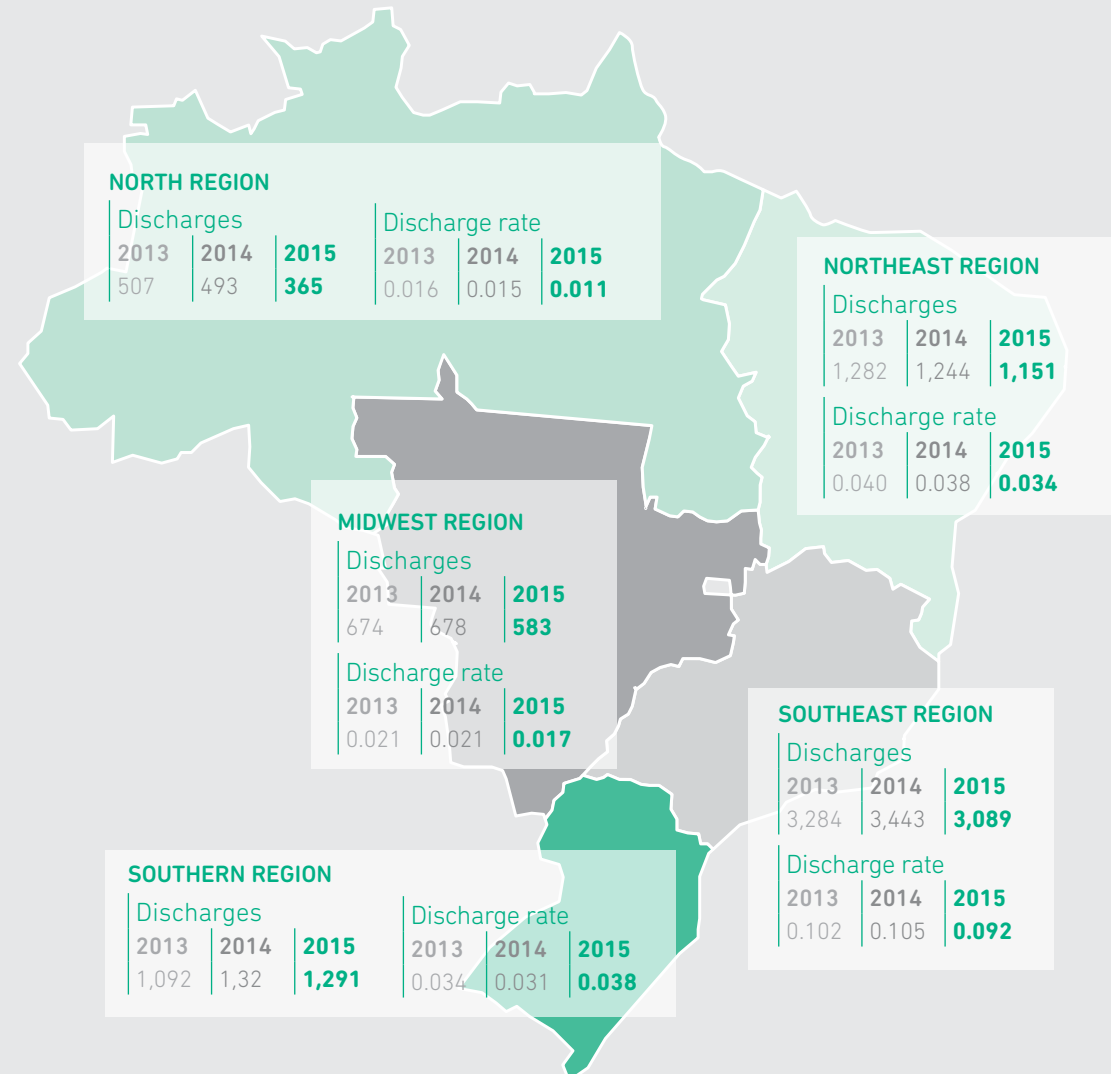 NORTH REGION
Discharges
2013 2014 2015
507 493 365
Discharge rate
2013 2014 2015
0.016 0.015 0.011
NORTHEAST REGION
Discharges
2013 2014 2015
1,282 1,244 1,151
Discharge rate
2013 2014 2015
0.040 0.038 0.034
MIDWEST REGION
Discharges
2013 2014 2015
674 678 583
Discharge rate
2013 2014 2015
0.021 0.021 0.017
SOUTHEAST REGION
Discharges
2013 2014 2015
3,284 3,443 3,089
Discharge rate
2013 2014 2015
0.102 0.105 0.092
SOUTHERN REGION
Discharges
2013 2014 2015
1,092 1,32 1,291
Discharge rate
2013 2014 2015
0.034 0.031 0.038